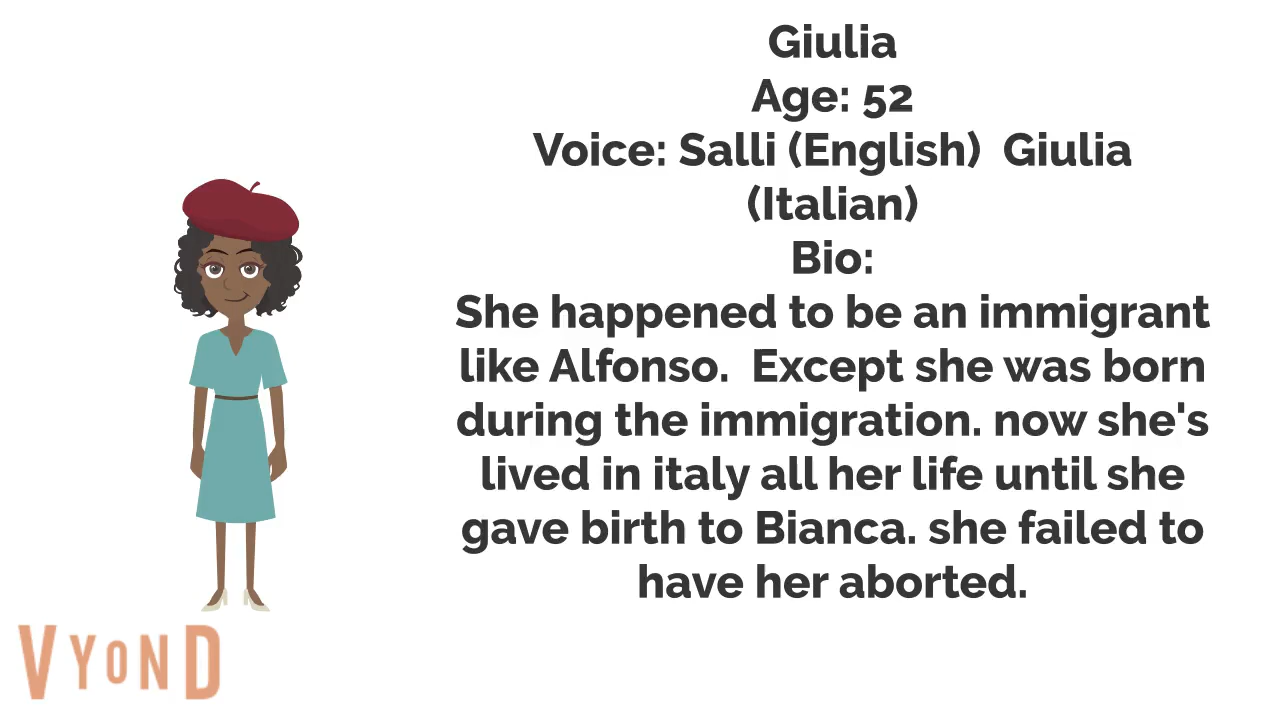 Giulia
Age: 52
Voice: Salli (English)  Giulia
(Italian)
Bio:
She happened to be an immigrant
like Alfonso.  Except she was born
during the immigration. now she's
lived in italy all her life until she
gave birth to Bianca. she failed to
have her aborted.
VYOND